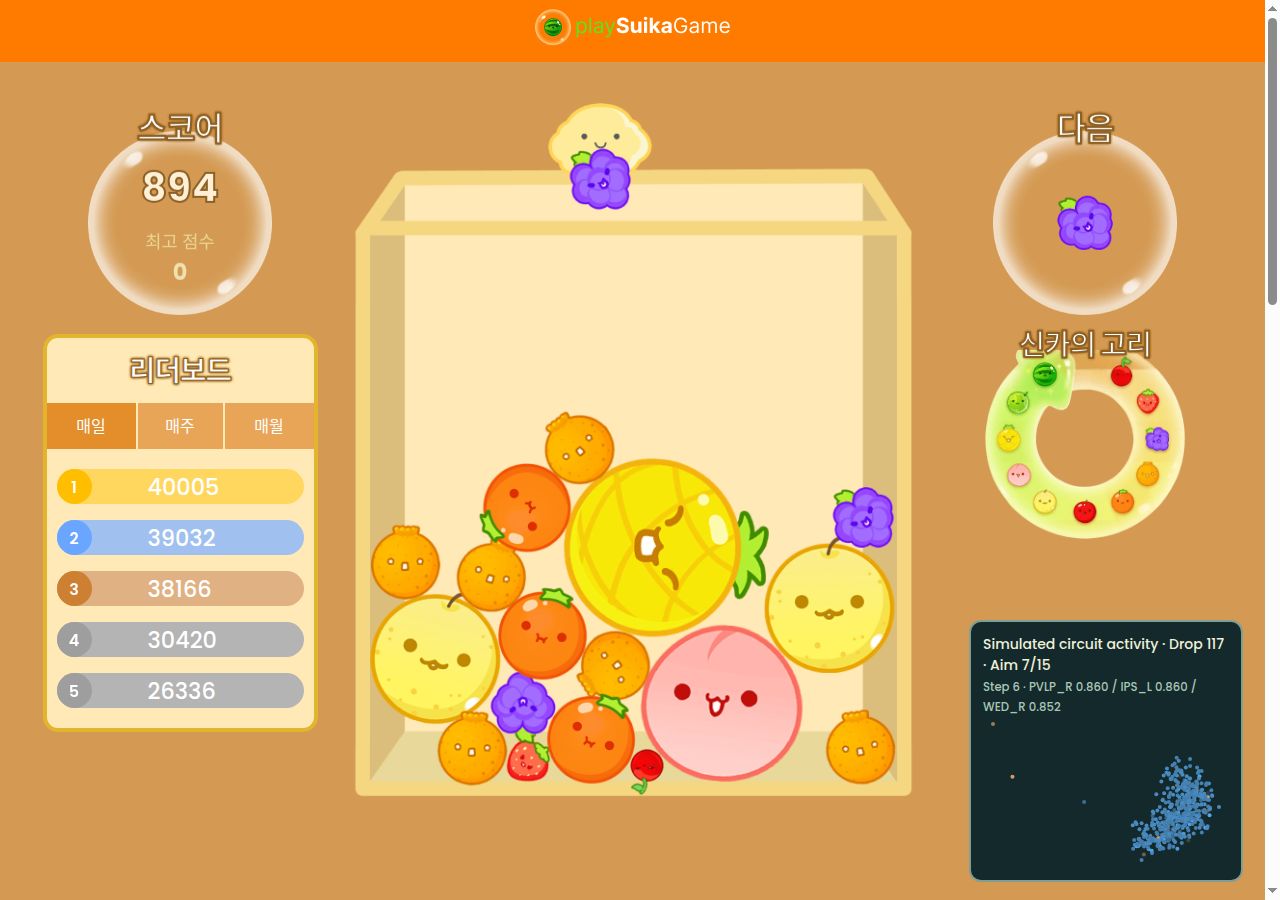 playSuikaGame
스코어
894
최고 점수
0
다음
신카의 고리
리더보드
매일 매주 매월
1 40005
2 39032
3 38166
4 30420
5 26336
Simulated circuit activity · Drop 117
· Aim 7/15
Step 6 · PVLP_R 0.860 / IPS_L 0.860 /
WED_R 0.852